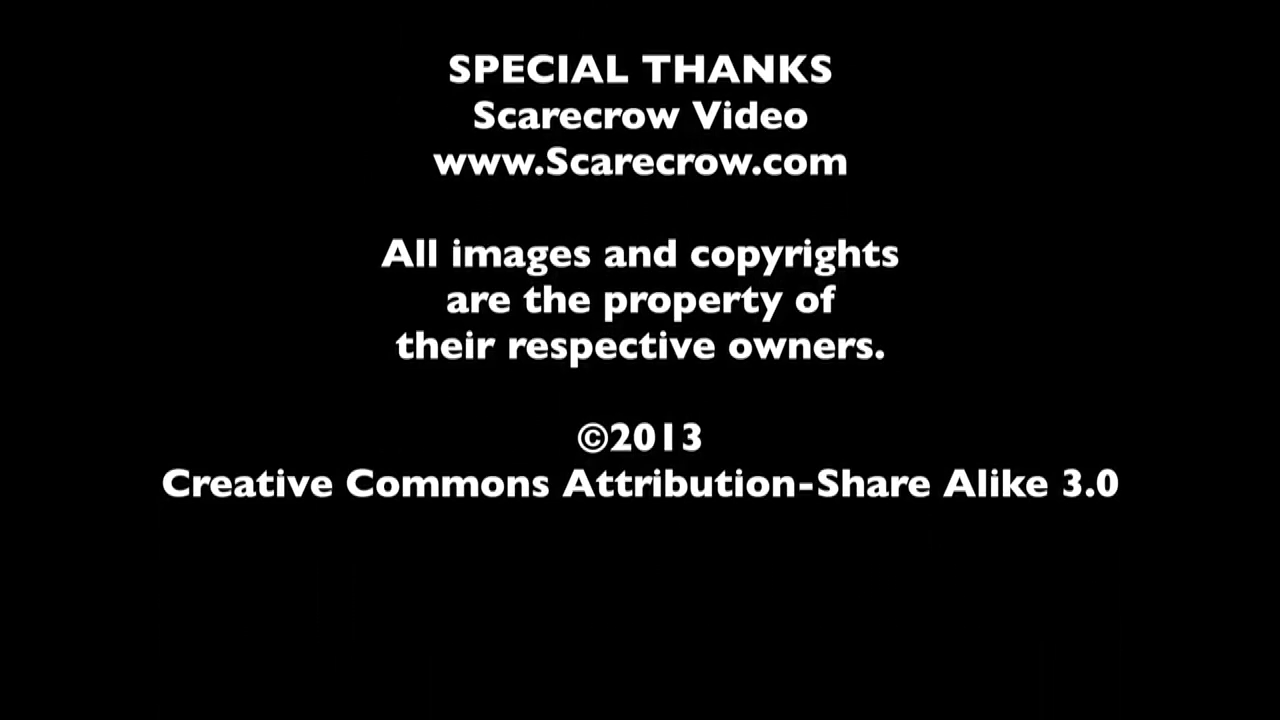 SPECIAL THANKS
Scarecrow Video
www.Scarecrow.com
All images and copyrights
are the property of
their respective owners.
©2013
Creative Commons Attribution-Share Alike 3.0